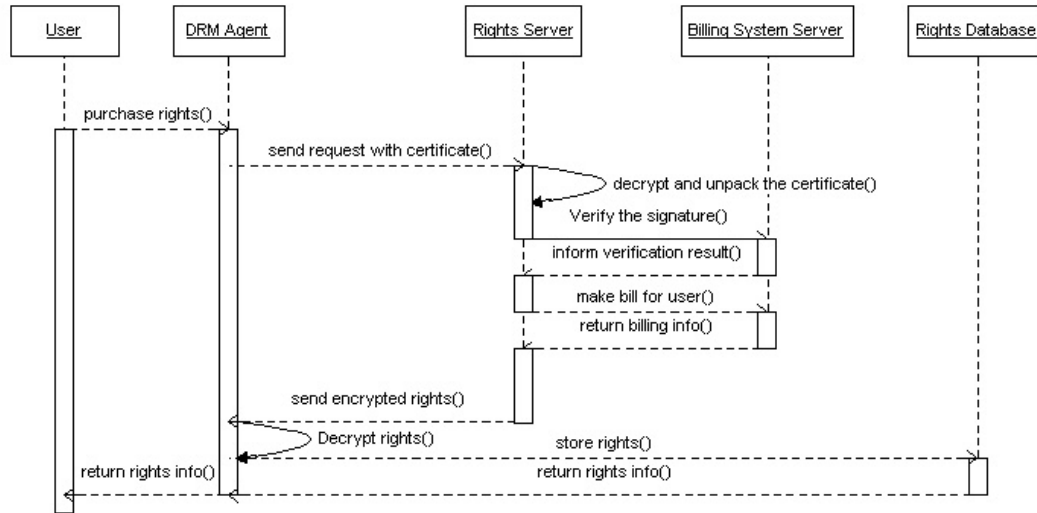 User
DRM Agent
Rights Server
Billing System Server
Rights Database
purchase rights()
send request with certificate()
decrypt and unpack the certificate()
Verify the signature()
inform verification result()
make bill for user()
return billing info()
send encrypted rights()
Decrypt rights()
store rights()
return rights info()
return rights info()